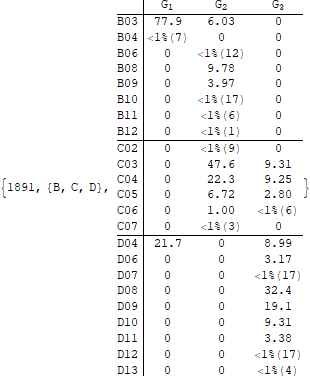 G1 G2 G3
B03 77.9 6.03 0
B04 <1%(7) 0 0
B06 0 <1%(12) 0
B08 0 9.78 0
B09 0 3.97 0
B10 0 <1%(17) 0
B11 0 <1%(6) 0
B12 0 <1%(1) 0
C02 0 <1%(9) 0
C03 0 47.6 9.31
C04 0 22.3 9.25
{1891, {B, C, D}, C05 0 6.72 2.80 }
C06 0 1.00 <1%(6)
C07 0 <1%(3) 0
D04 21.7 0 8.99
D06 0 0 3.17
D07 0 0 <1%(17)
D08 0 0 32.4
D09 0 0 19.1
D10 0 0 9.31
D11 0 0 3.38
D12 0 0 <1%(17)
D13 0 0 <1%(4)